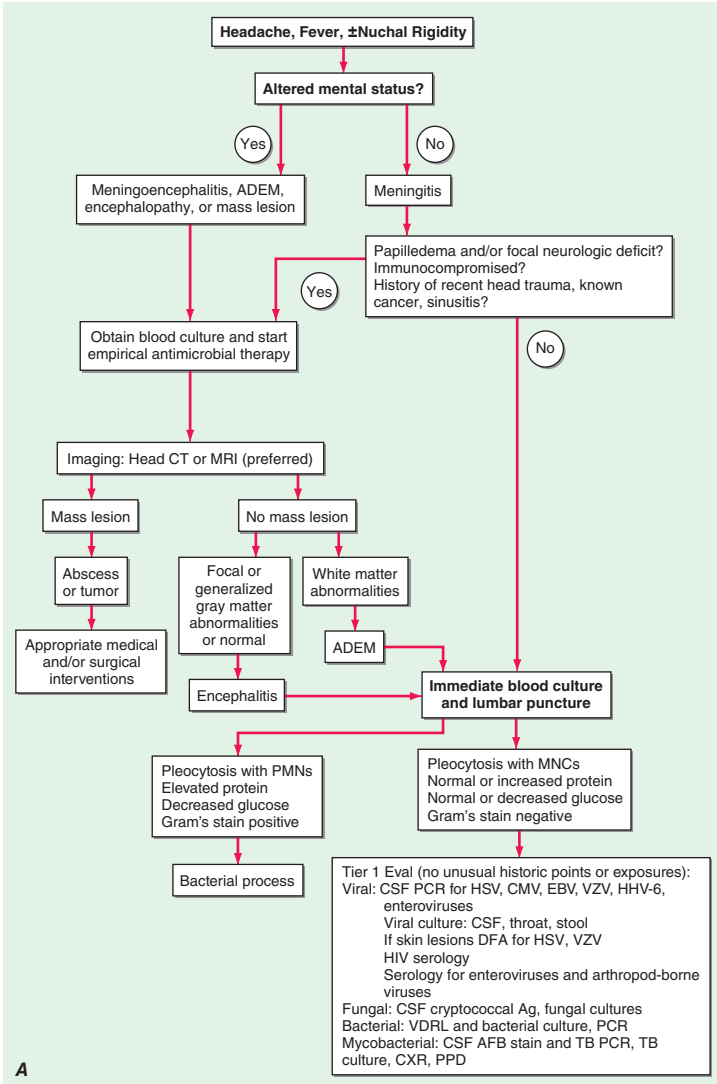 Headache, Fever, ±Nuchal Rigidity
Altered mental status?
Yes
No
Meningoencephalitis, ADEM,
encephalopathy, or mass lesion
Meningitis
Papilledema and/or focal neurologic deficit?
Immunocompromised?
History of recent head trauma, known
cancer, sinusitis?
Yes
No
Obtain blood culture and start
empirical antimicrobial therapy
Imaging: Head CT or MRI (preferred)
Mass lesion
No mass lesion
Abscess
or tumor
Focal or
generalized
gray matter
abnormalities
or normal
White matter
abnormalities
Appropriate medical
and/or surgical
interventions
ADEM
Encephalitis
Immediate blood culture
and lumbar puncture
Pleocytosis with PMNs
Elevated protein
Decreased glucose
Gram's stain positive
Pleocytosis with MNCs
Normal or increased protein
Normal or decreased glucose
Gram's stain negative
Bacterial process
Tier 1 Eval (no unusual historic points or exposures):
Viral: CSF PCR for HSV, CMV, EBV, VZV, HHV-6,
enteroviruses
Viral culture: CSF, throat, stool
If skin lesions DFA for HSV, VZV
HIV serology
Serology for enteroviruses and arthropod-borne
viruses
Fungal: CSF cryptococcal Ag, fungal cultures
Bacterial: VDRL and bacterial culture, PCR
Mycobacterial: CSF AFB stain and TB PCR, TB
culture, CXR, PPD
A